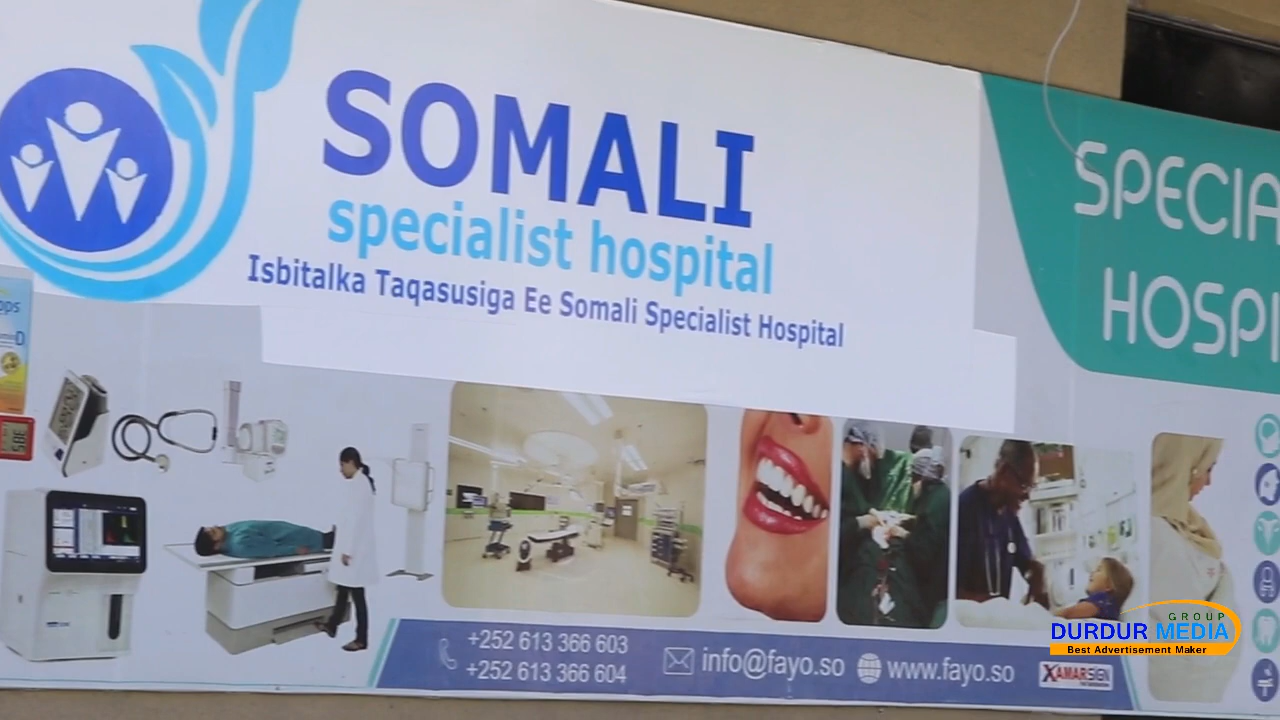 SOMALI
specialist hospital
Isbitalka Taqasusiga Ee Somali Specialist Hospital
SPECIA
HOSPI
+252 613 366 603
+252 613 366 604
info@fayo.so
www.fayo.so
XAMARSIGN
GROUP
DURDUR MEDIA
Best Advertisement Maker